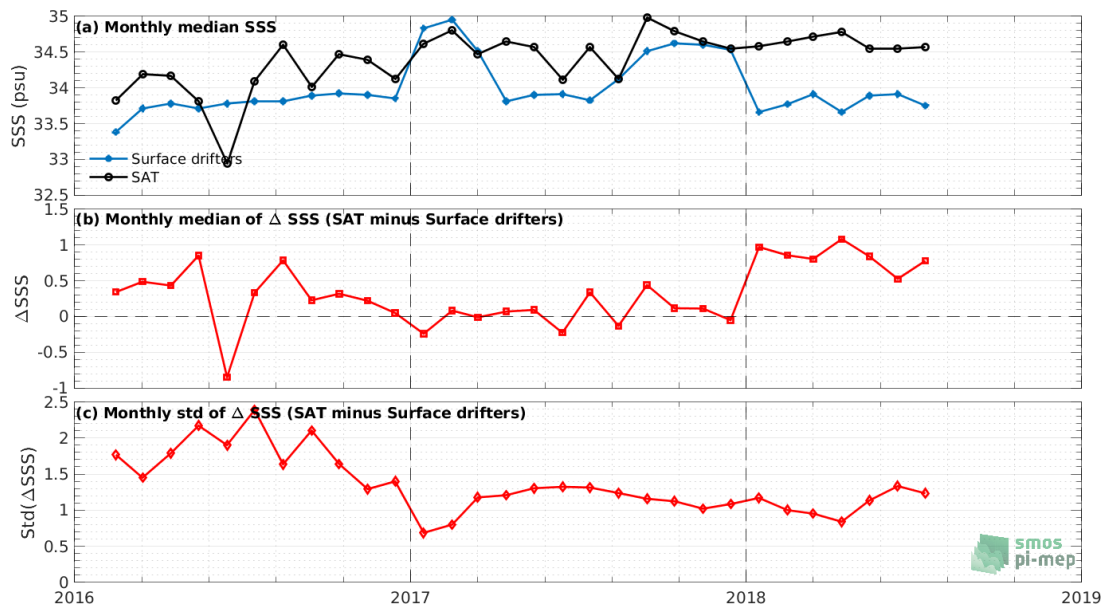 (a) Monthly median SSS
SSS (psu)
35
34.5
34
33.5
33
32.5
Surface drifters
SAT
(b) Monthly median of Δ SSS (SAT minus Surface drifters)
ΔSSS
1.5
1
0.5
0
-0.5
-1
(c) Monthly std of Δ SSS (SAT minus Surface drifters)
Std(ΔSSS)
2.5
2
1.5
1
0.5
0
2016
2017
2018
2019
smos
pi-mep